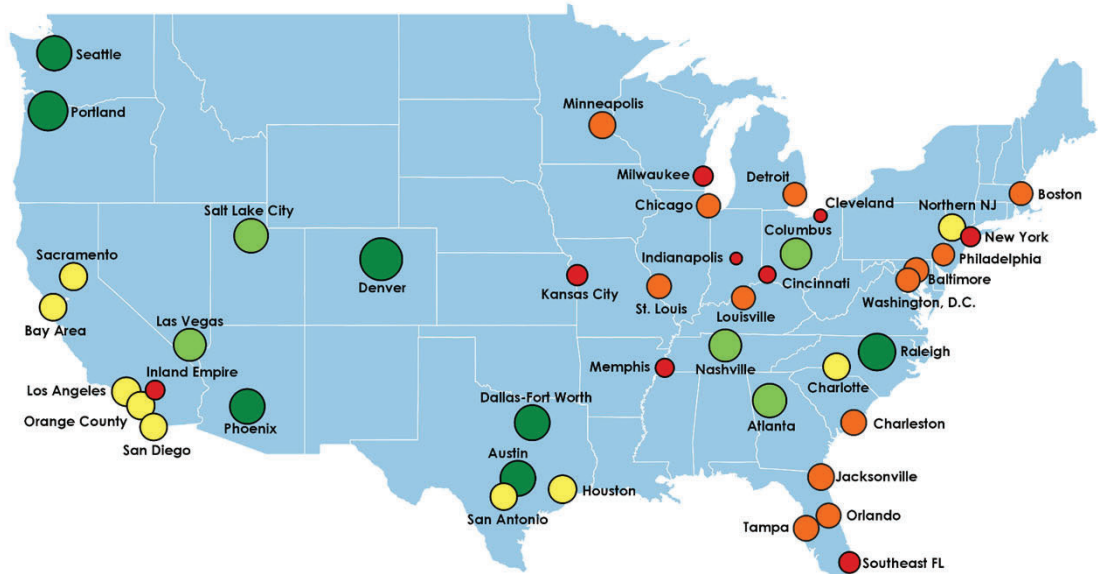 Seattle
Portland
Minneapolis
Milwaukee
Detroit
Boston
Chicago
Cleveland
Northern NJ
Salt Lake City
Columbus
New York
Sacramento
Indianapolis
Philadelphia
Denver
Kansas City
Cincinnati
Baltimore
St. Louis
Washington, D.C.
Bay Area
Louisville
Las Vegas
Raleigh
Inland Empire
Memphis
Nashville
Los Angeles
Charlotte
Dallas-Fort Worth
Orange County
Phoenix
Atlanta
Charleston
San Diego
Austin
Jacksonville
Houston
San Antonio
Orlando
Tampa
Southeast FL